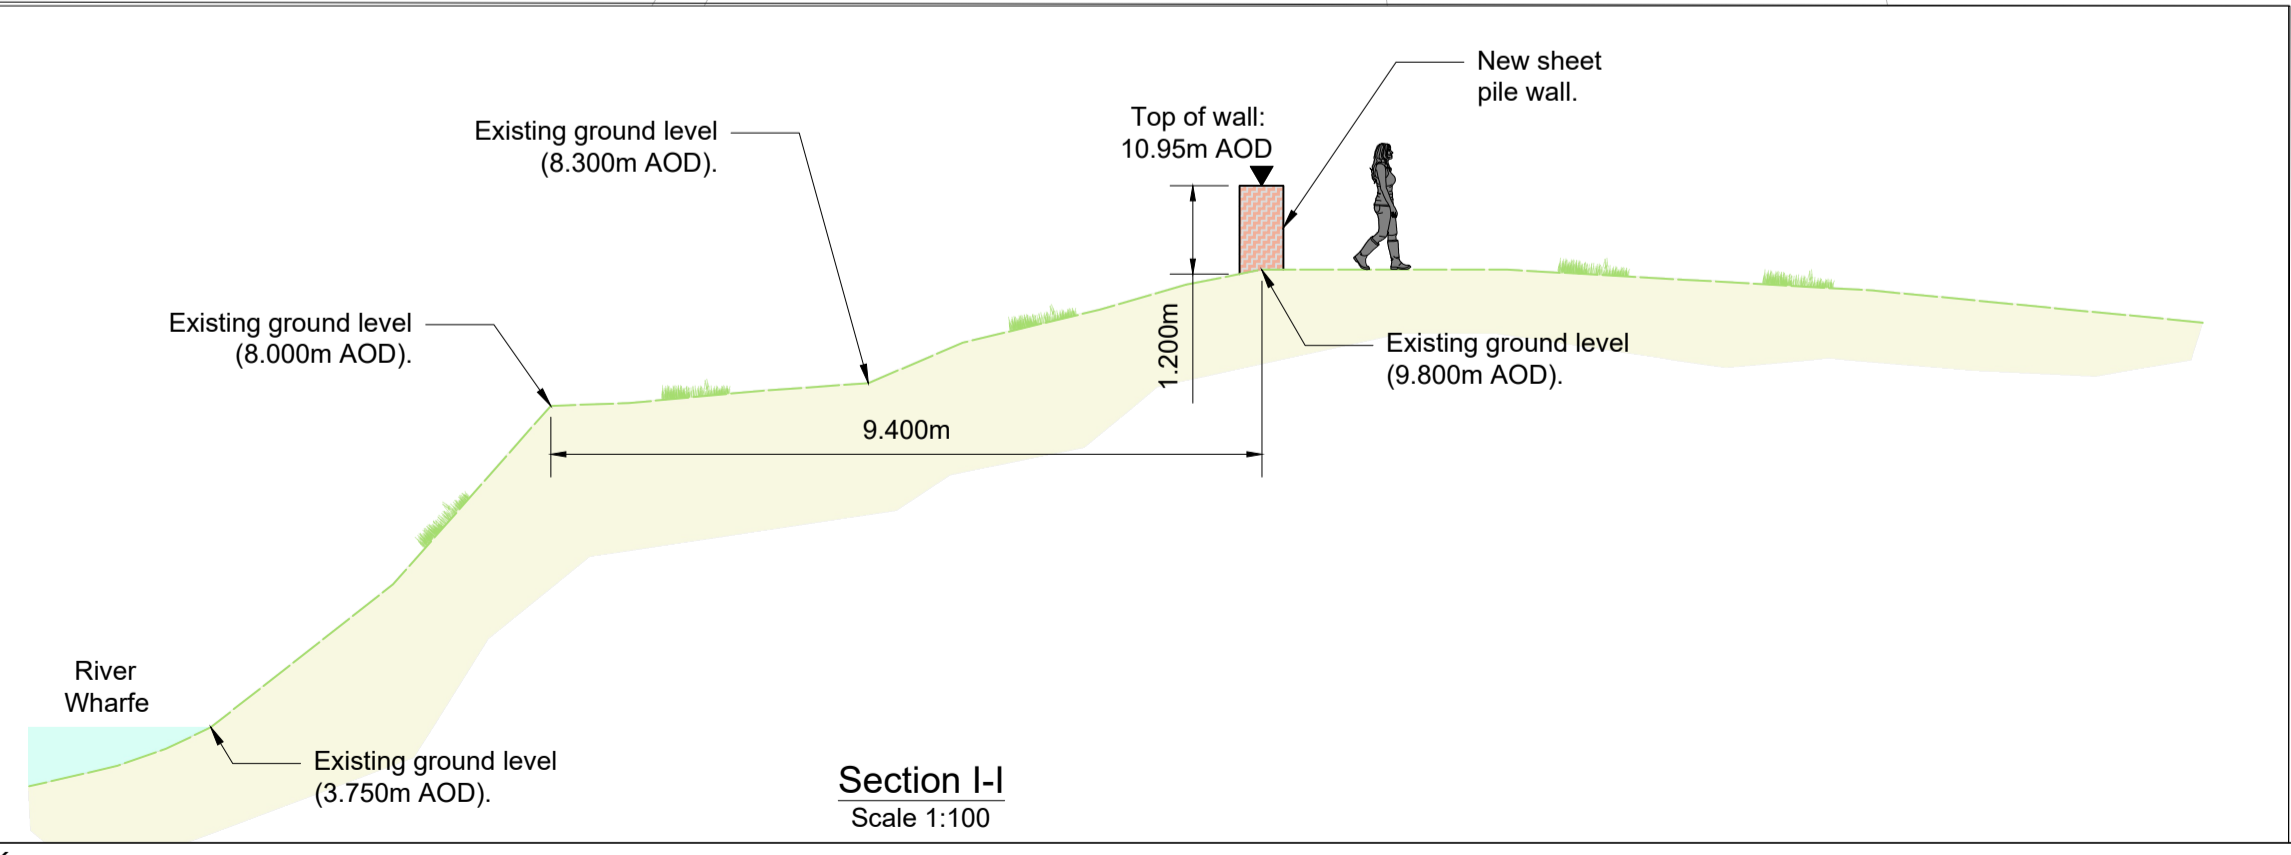 New sheet
pile wall.
Top of wall:
10.95m AOD
Existing ground level
(8.300m AOD).
Existing ground level
(8.000m AOD).
1.200m
Existing ground level
(9.800m AOD).
9.400m
River
Wharfe
Existing ground level
(3.750m AOD).
Section I-I
Scale 1:100